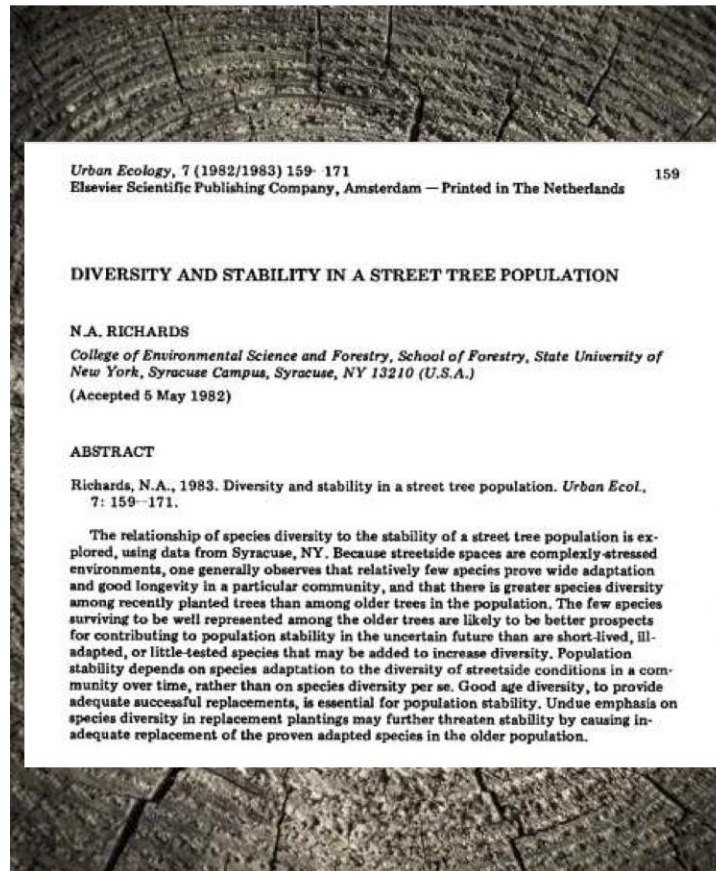 Urban Ecology, 7 (1982/1983) 159- 171
159
Elsevier Scientific Publishing Company, Amsterdam — Printed in The Netherlands
DIVERSITY AND STABILITY IN A STREET TREE POPULATION
N.A. RICHARDS
College of Environmental Science and Forestry, School of Forestry, State University of
New York, Syracuse Campus, Syracuse, NY 13210 (U.S.A.)
(Accepted 5 May 1982)
ABSTRACT
Richards, N.A., 1983. Diversity and stability in a street tree population. Urban Ecol.,
7: 159—171.
The relationship of species diversity to the stability of a street tree population is ex-
plored, using data from Syracuse, NY. Because streetside spaces are complexly-stressed
environments, one generally observes that relatively few species prove wide adaptation
and good longevity in a particular community, and that there is greater species diversity
among recently planted trees than among older trees in the population. The few species
surviving to be well represented among the older trees are likely to be better prospects
for contributing to population stability in the uncertain future than are short-lived, ill-
adapted, or little-tested species that may be added to increase diversity. Population
stability depends on species adaptation to the diversity of streetside conditions in a com-
munity over time, rather than on species diversity per se. Good age diversity, to provide
adequate successful replacements, is essential for population stability. Undue emphasis on
species diversity in replacement plantings may further threaten stability by causing in-
adequate replacement of the proven adapted species in the older population.